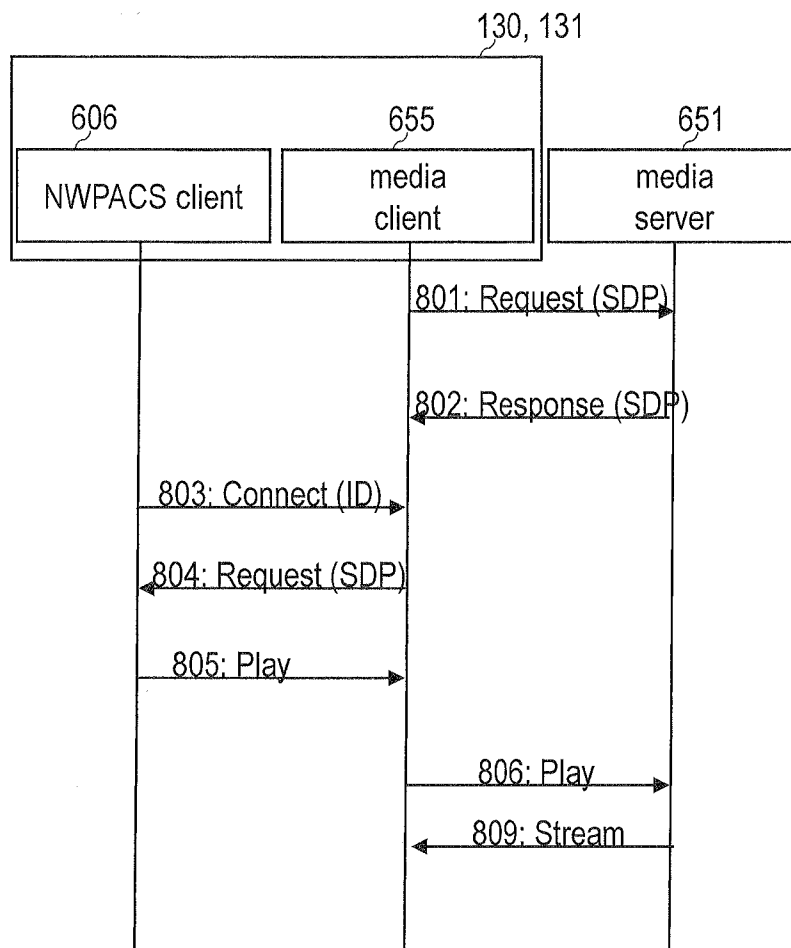 130, 131
606
655
651
NWPACS client
media
client
media
server
801: Request (SDP)
802: Response (SDP)
803: Connect (ID)
804: Request (SDP)
805: Play
806: Play
809: Stream